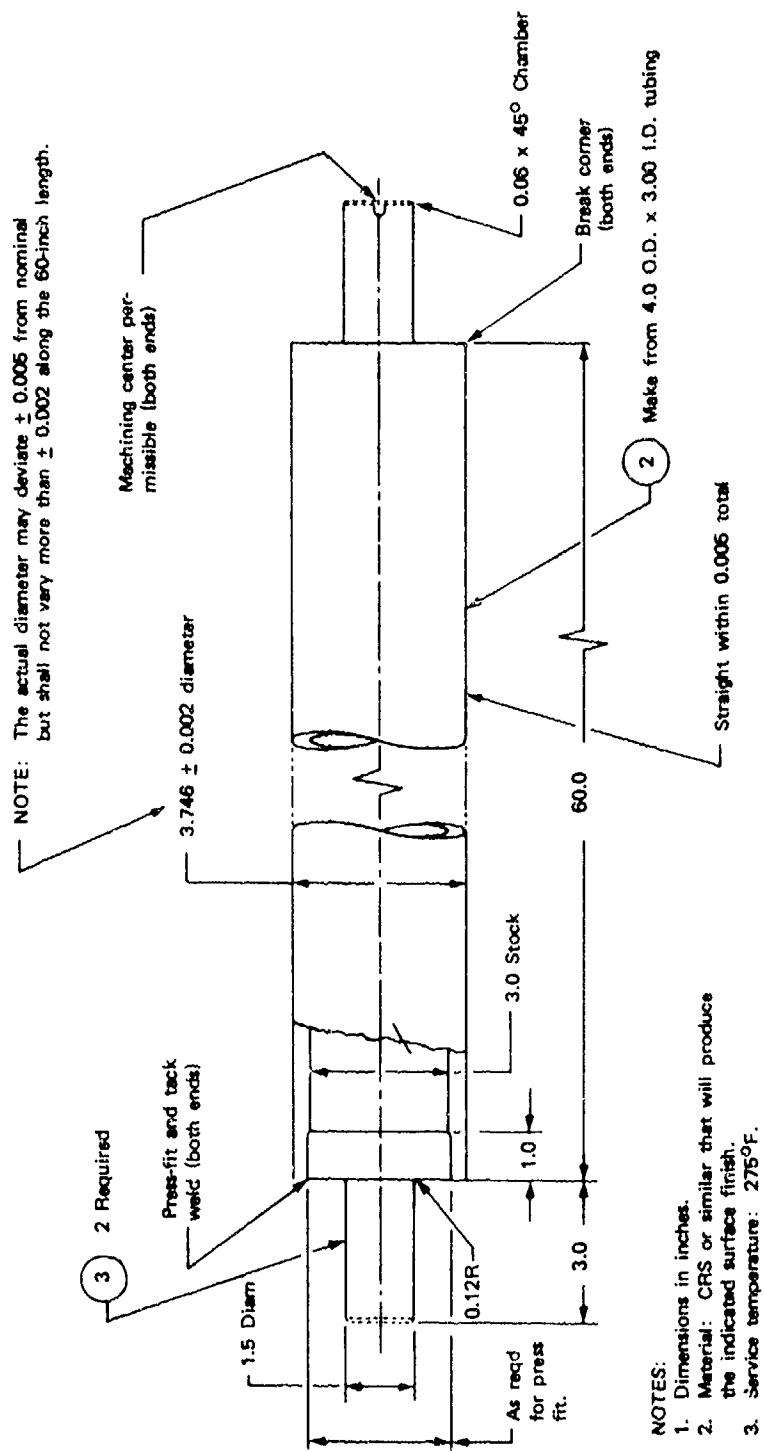 NOTE: The actual diameter may deviate ± 0.005 from nominal
but shall not vary more than ± 0.002 along the 60-inch length.
Machining center per-
missible (both ends)
3.746 ± 0.002 diameter
3 2 Required
Press-fit and tack
weld (both ends)
1.5 Diam
0.06 x 45° Chamber
Break corner
(both ends)
2 Make from 4.0 O.D. x 3.00 I.D. tubing
Straight within 0.005 total
60.0
3.0 Stock
1.0
0.12R
3.0
As reqd
for press
fit.
NOTES:
1. Dimensions in inches.
2. Material: CRS or similar that will produce
the indicated surface finish.
3. Service temperature: 275°F.